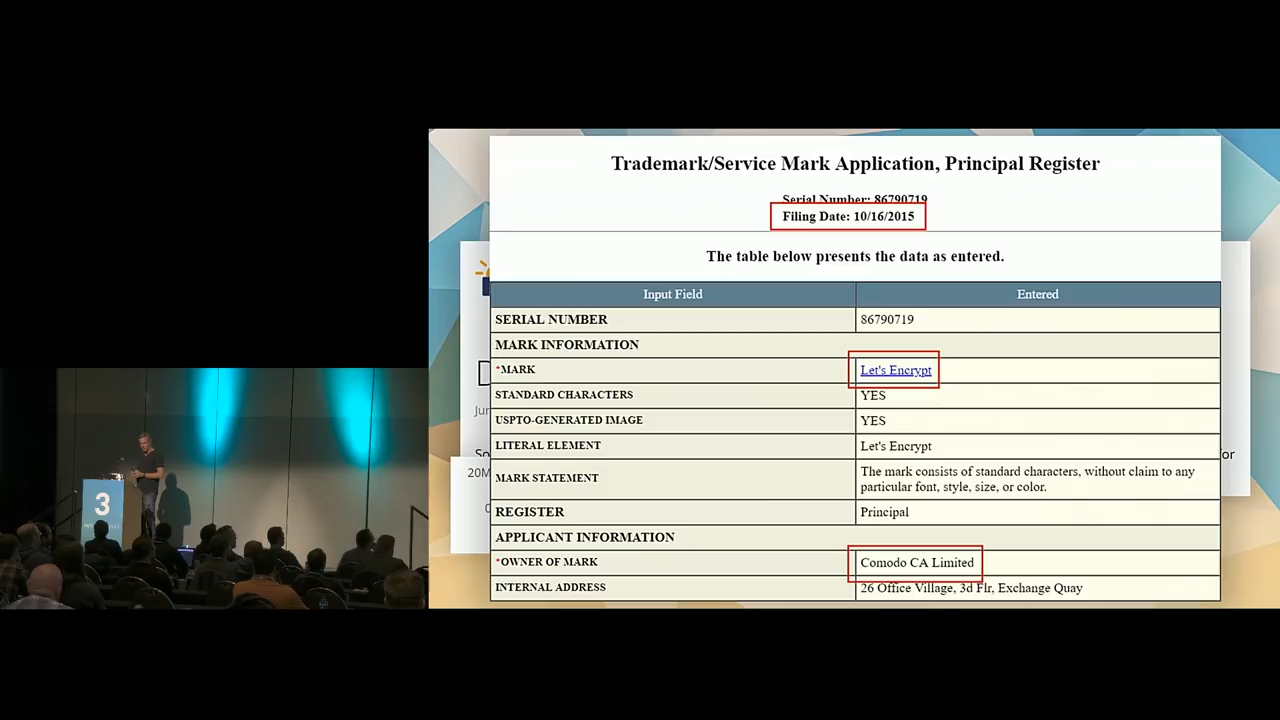 Trademark/Service Mark Application, Principal Register
Serial Number: 86790719
Filing Date: 10/16/2015
The table below presents the data as entered.
Input Field Entered
SERIAL NUMBER 86790719
MARK INFORMATION
*MARK Let's Encrypt
STANDARD CHARACTERS YES
USPTO-GENERATED IMAGE YES
LITERAL ELEMENT Let's Encrypt
MARK STATEMENT The mark consists of standard characters, without claim to any
particular font, style, size, or color.
REGISTER Principal
APPLICANT INFORMATION
*OWNER OF MARK Comodo CA Limited
INTERNAL ADDRESS 26 Office Village, 3d Flr, Exchange Quay
20M
3